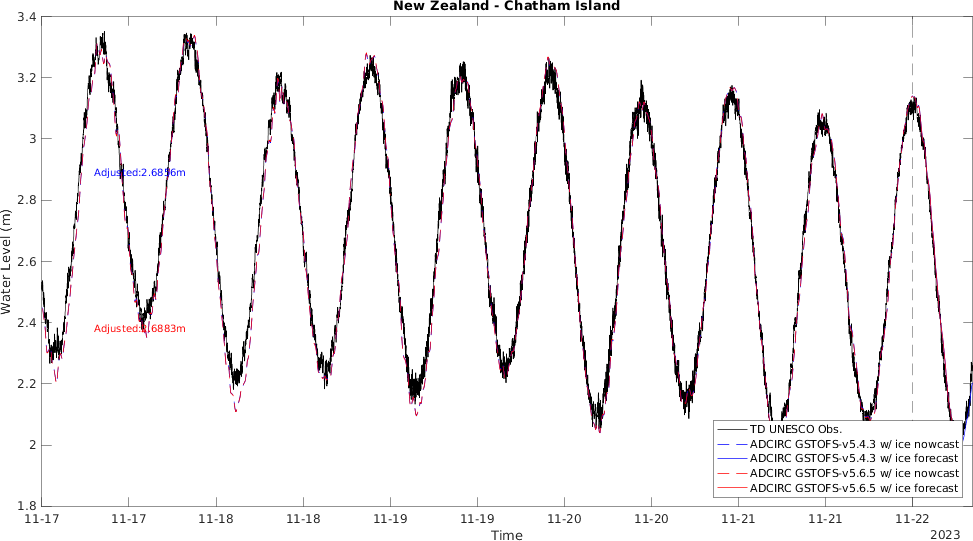 New Zealand - Chatham Island
Water Level (m)
3.4
3.2
3
2.8
2.6
2.4
2.2
2
1.8
Adjusted:2.6856m
Adjusted:2.6883m
TD UNESCO Obs.
ADCIRC GSTOFS-v5.4.3 w/ ice nowcast
ADCIRC GSTOFS-v5.4.3 w/ ice forecast
ADCIRC GSTOFS-v5.6.5 w/ ice nowcast
ADCIRC GSTOFS-v5.6.5 w/ ice forecast
11-17 11-17 11-18 11-18 11-19 11-19 11-20 11-20 11-21 11-21 11-22
Time
2023